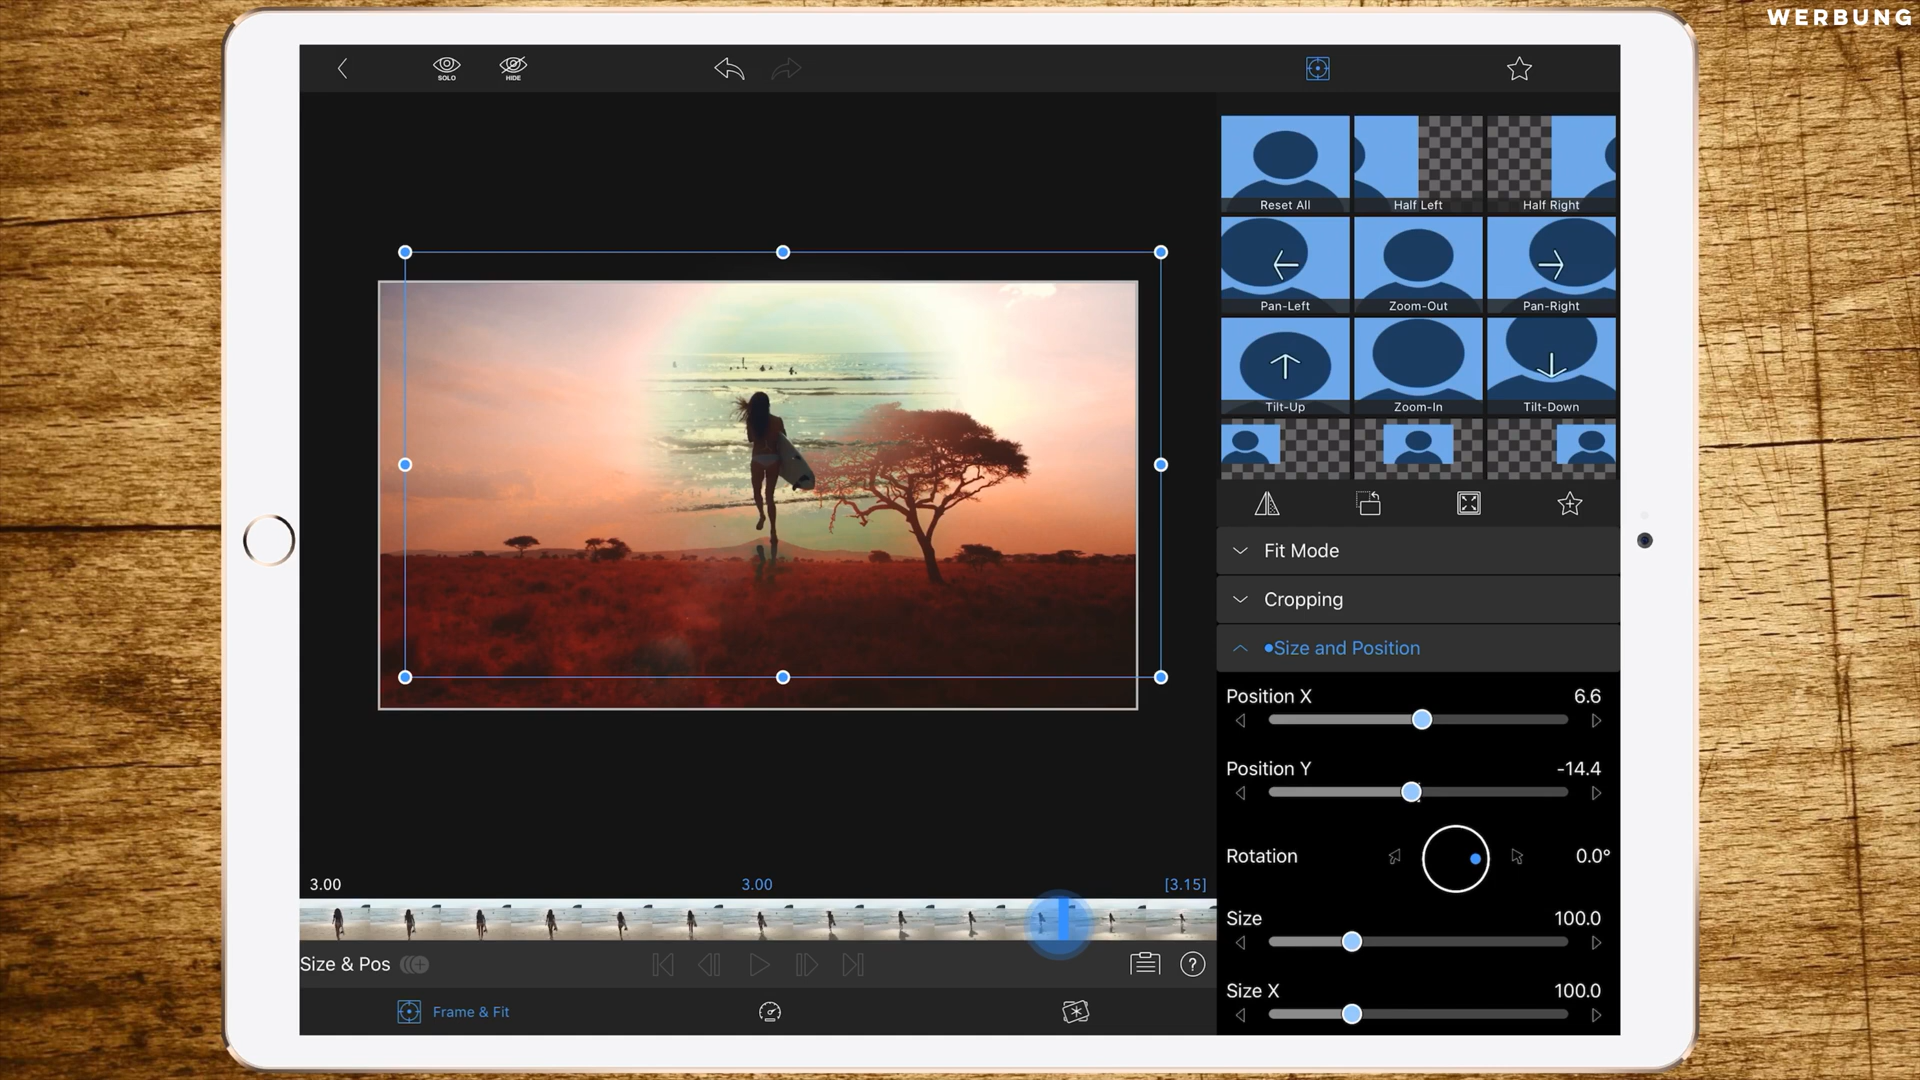 WERBUNG
SOLO
HIDE
Reset All
Half Left
Half Right
Pan-Left
Zoom-Out
Pan-Right
Tilt-Up
Zoom-In
Tilt-Down
Fit Mode
Cropping
Size and Position
Position X 6.6
Position Y -14.4
Rotation 0.0°
Size 100.0
Size X 100.0
3.00 3.00 [3.15]
Size & Pos
?
Frame & Fit